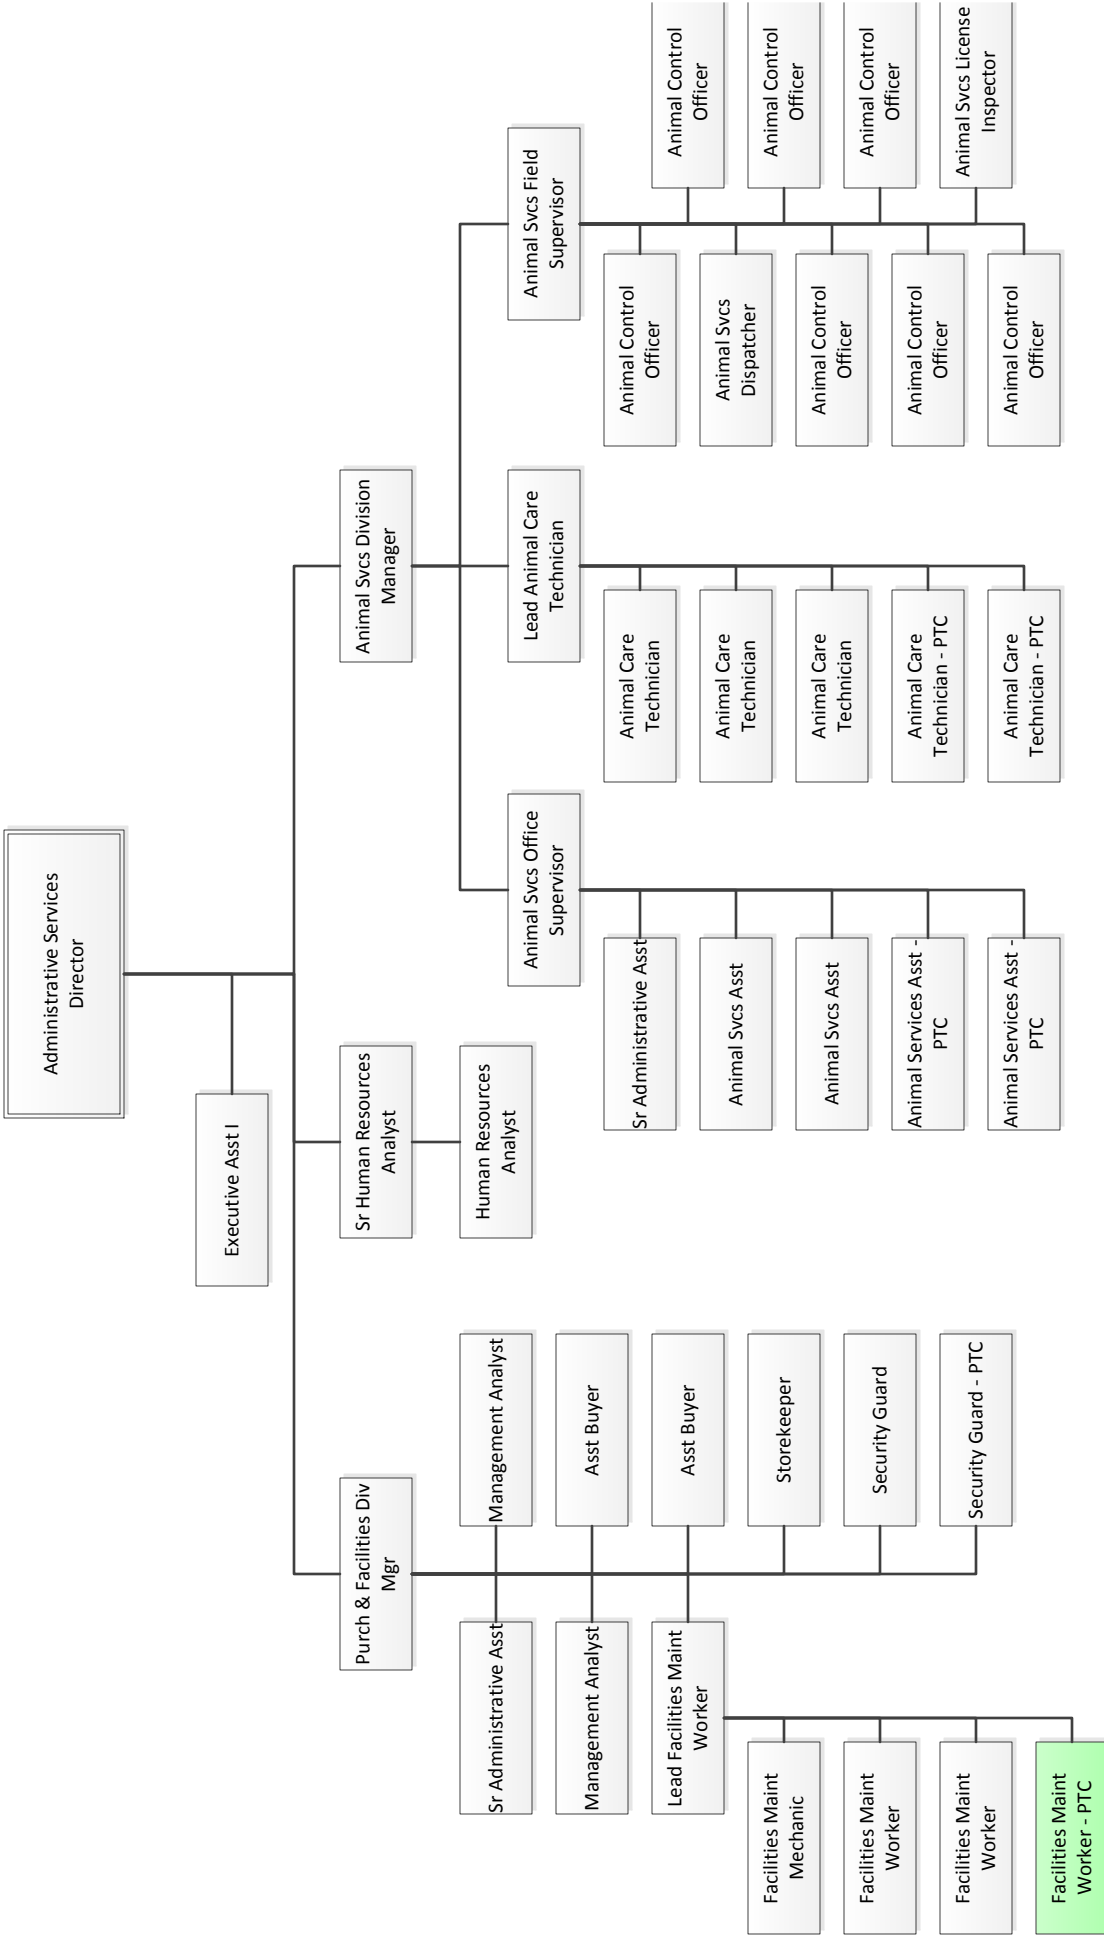 Administrative Services
Director
Executive Asst I
Purch & Facilities Div
Mgr
Sr Human Resources
Analyst
Animal Svcs Division
Manager
Sr Administrative Asst
Management Analyst
Management Analyst
Asst Buyer
Lead Facilities Maint
Worker
Asst Buyer
Storekeeper
Security Guard
Security Guard - PTC
Facilities Maint
Mechanic
Facilities Maint
Worker
Facilities Maint
Worker
Facilities Maint
Worker - PTC
Human Resources
Analyst
Animal Svcs Office
Supervisor
Sr Administrative Asst
Animal Svcs Asst
Animal Svcs Asst
Animal Services Asst -
PTC
Animal Services Asst -
PTC
Lead Animal Care
Technician
Animal Care
Technician
Animal Care
Technician
Animal Care
Technician
Animal Care
Technician - PTC
Animal Care
Technician - PTC
Animal Svcs Field
Supervisor
Animal Control
Officer
Animal Control
Officer
Animal Svcs
Dispatcher
Animal Control
Officer
Animal Control
Officer
Animal Control
Officer
Animal Control
Officer
Animal Svcs License
Inspector
Animal Control
Officer